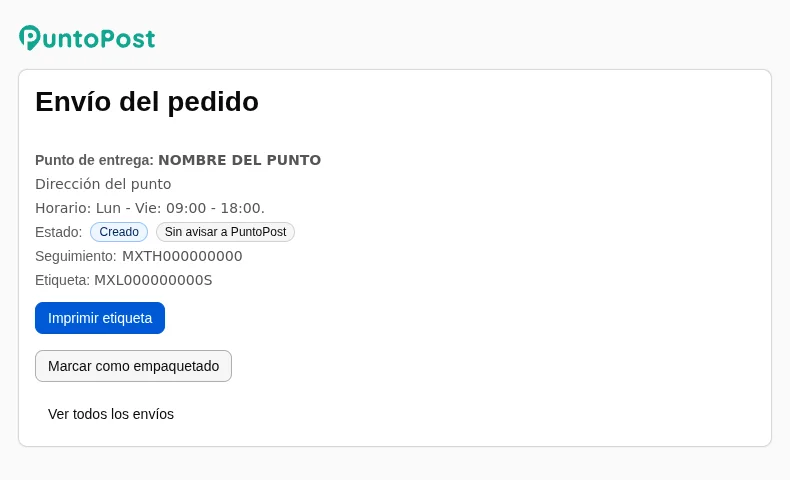 PuntoPost
Envío del pedido
Punto de entrega: NOMBRE DEL PUNTO
Dirección del punto
Horario: Lun - Vie: 09:00 - 18:00.
Estado: Creado Sin avisar a PuntoPost
Seguimiento: MXTH000000000
Etiqueta: MXL000000000S
Imprimir etiqueta
Marcar como empaquetado
Ver todos los envíos